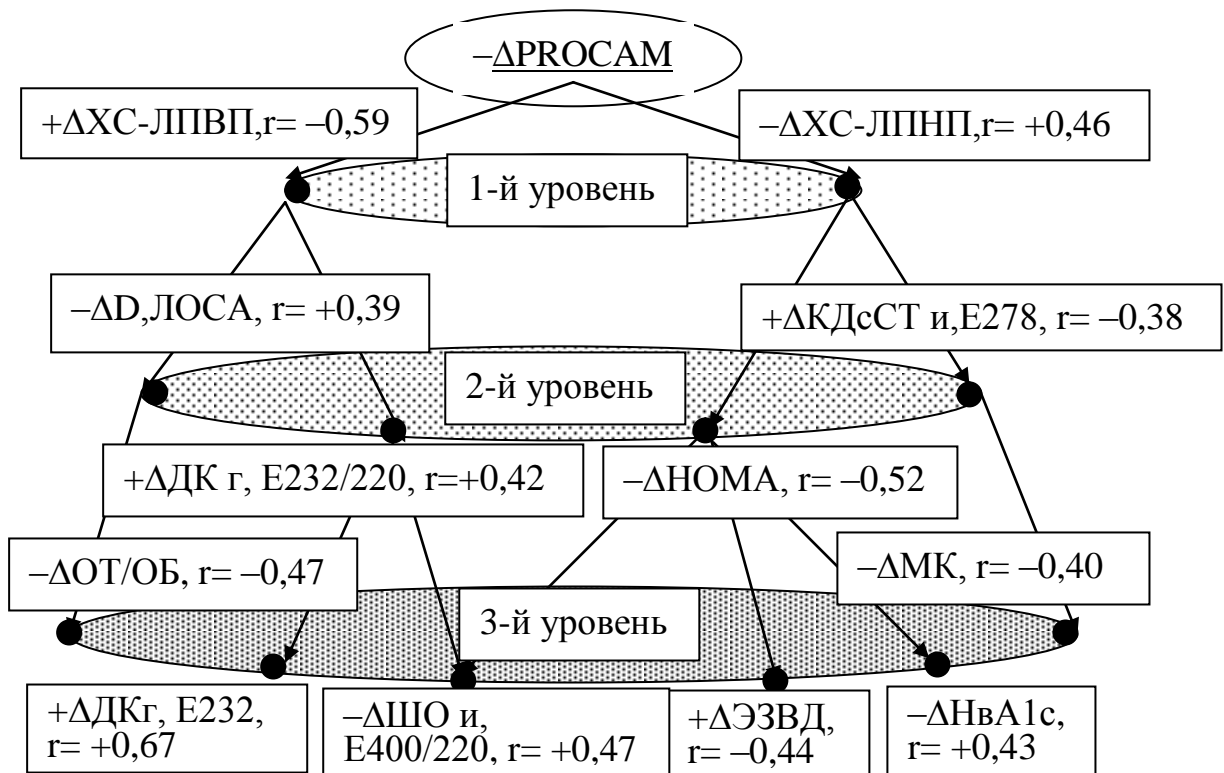 –ΔPROCAM
+ΔХС-ЛПВП,r= –0,59
–ΔХС-ЛПНП,r= +0,46
1-й уровень
–ΔD,ЛОСА, r= +0,39
+ΔКДсСТ и,Е278, r= –0,38
2-й уровень
+ΔДК г, Е232/220, r=+0,42
–ΔНОМА, r= –0,52
–ΔОТ/ОБ, r= –0,47
–ΔМК, r= –0,40
3-й уровень
+ΔДКг, Е232,
r= +0,67
–ΔШО и,
Е400/220, r= +0,47
+ΔЭЗВД,
r= –0,44
–ΔНвА1с,
r= +0,43